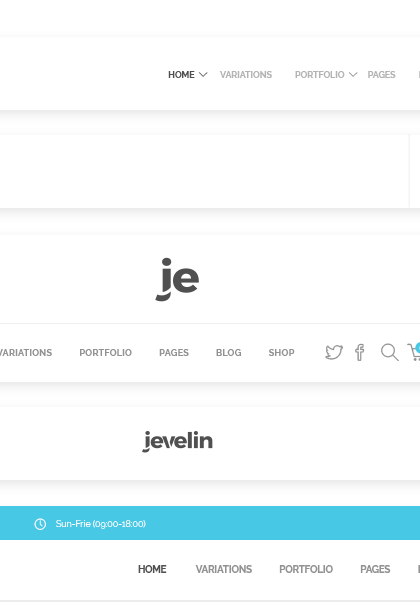 HOME VARIATIONS PORTFOLIO PAGES
je
VARIATIONS PORTFOLIO PAGES BLOG SHOP
jevelin
Sun-Frie (09:00-18:00)
HOME VARIATIONS PORTFOLIO PAGES